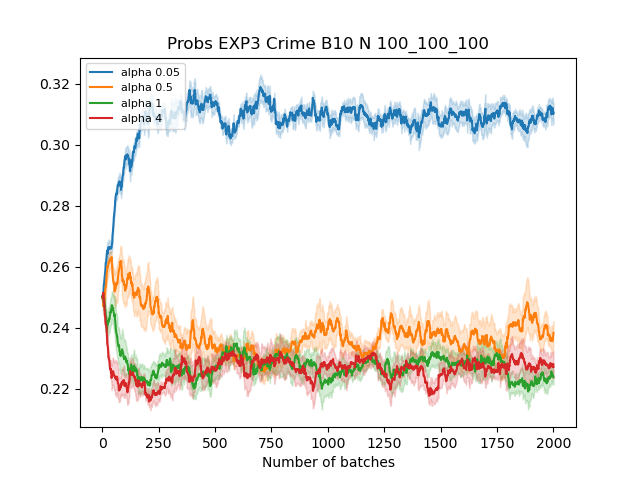 Probs EXP3 Crime B10 N 100_100_100
alpha 0.05
alpha 0.5
alpha 1
alpha 4
0.32
0.30
0.28
0.26
0.24
0.22
0 250 500 750 1000 1250 1500 1750 2000
Number of batches